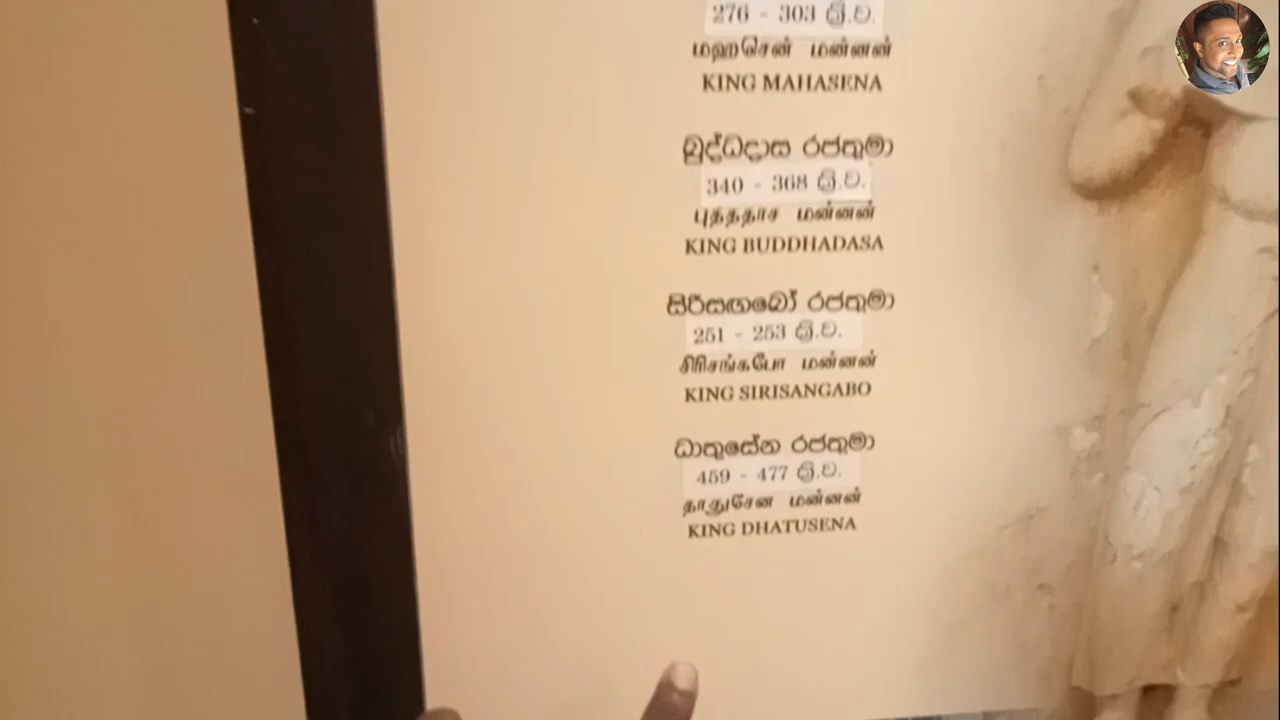 276 - 303 ක්‍රි.ව.
மஹசென் மன்னன்
KING MAHASENA
බුද්ධදාස රජතුමා
340 - 368 ක්‍රි.ව.
புத்ததாச மன்னன்
KING BUDDHADASA
සිරිසඟබෝ රජතුමා
251 - 253 ක්‍රි.ව.
சிரிசங்கபோ மன்னன்
KING SIRISANGABO
ධාතුසේන රජතුමා
459 - 477 ක්‍රි.ව.
தாதுசேன மன்னன்
KING DHATUSENA